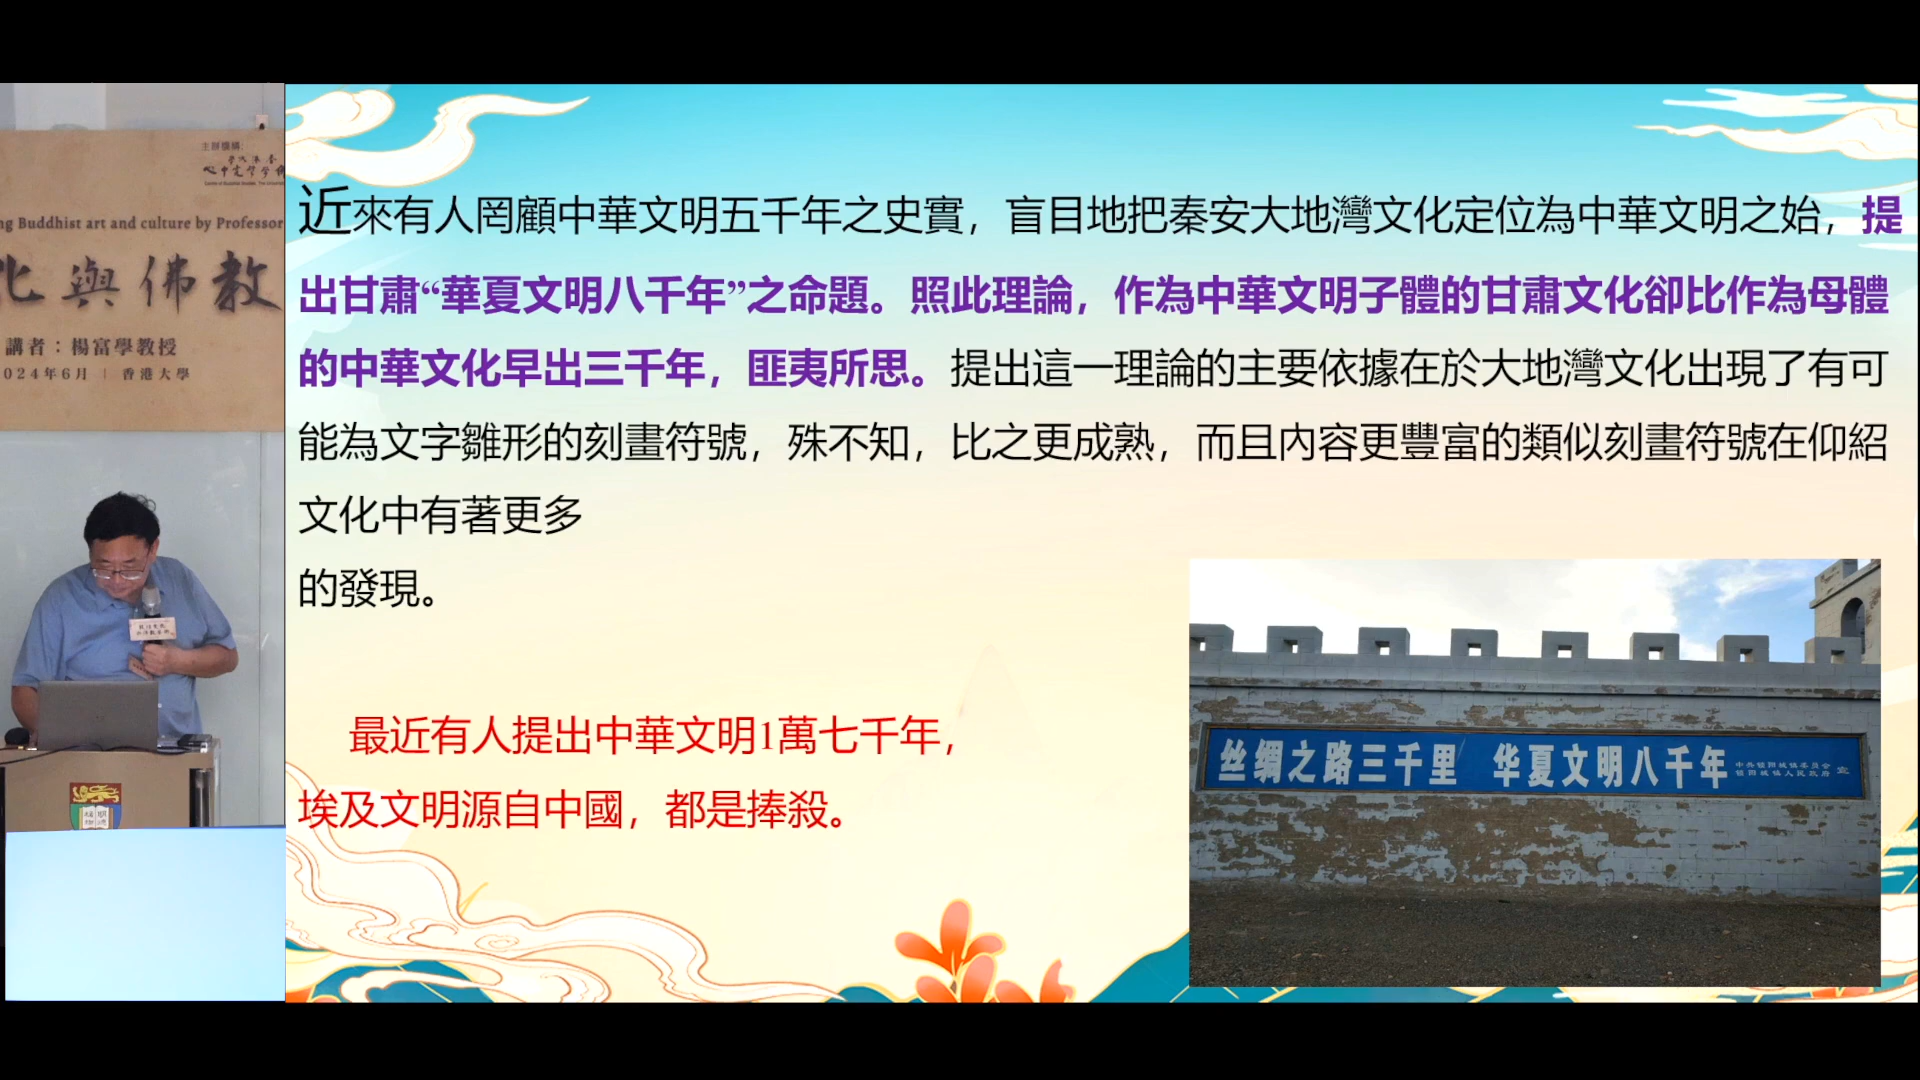 主辦機構:
ng Buddhist art and culture by Professor
化與佛教
講者：楊富學教授
024年6月 | 香港大學
近來有人罔顧中華文明五千年之史實，盲目地把秦安大地灣文化定位為中華文明之始，提
出甘肅“華夏文明八千年”之命題。照此理論，作為中華文明子體的甘肅文化卻比作為母體
的中華文化早出三千年，匪夷所思。提出這一理論的主要依據在於大地灣文化出現了有可
能為文字雛形的刻畫符號，殊不知，比之更成熟，而且內容更豐富的類似刻畫符號在仰紹
文化中有著更多
的發現。
最近有人提出中華文明1萬七千年，
埃及文明源自中國，都是捧殺。
丝绸之路三千里 华夏文明八千年